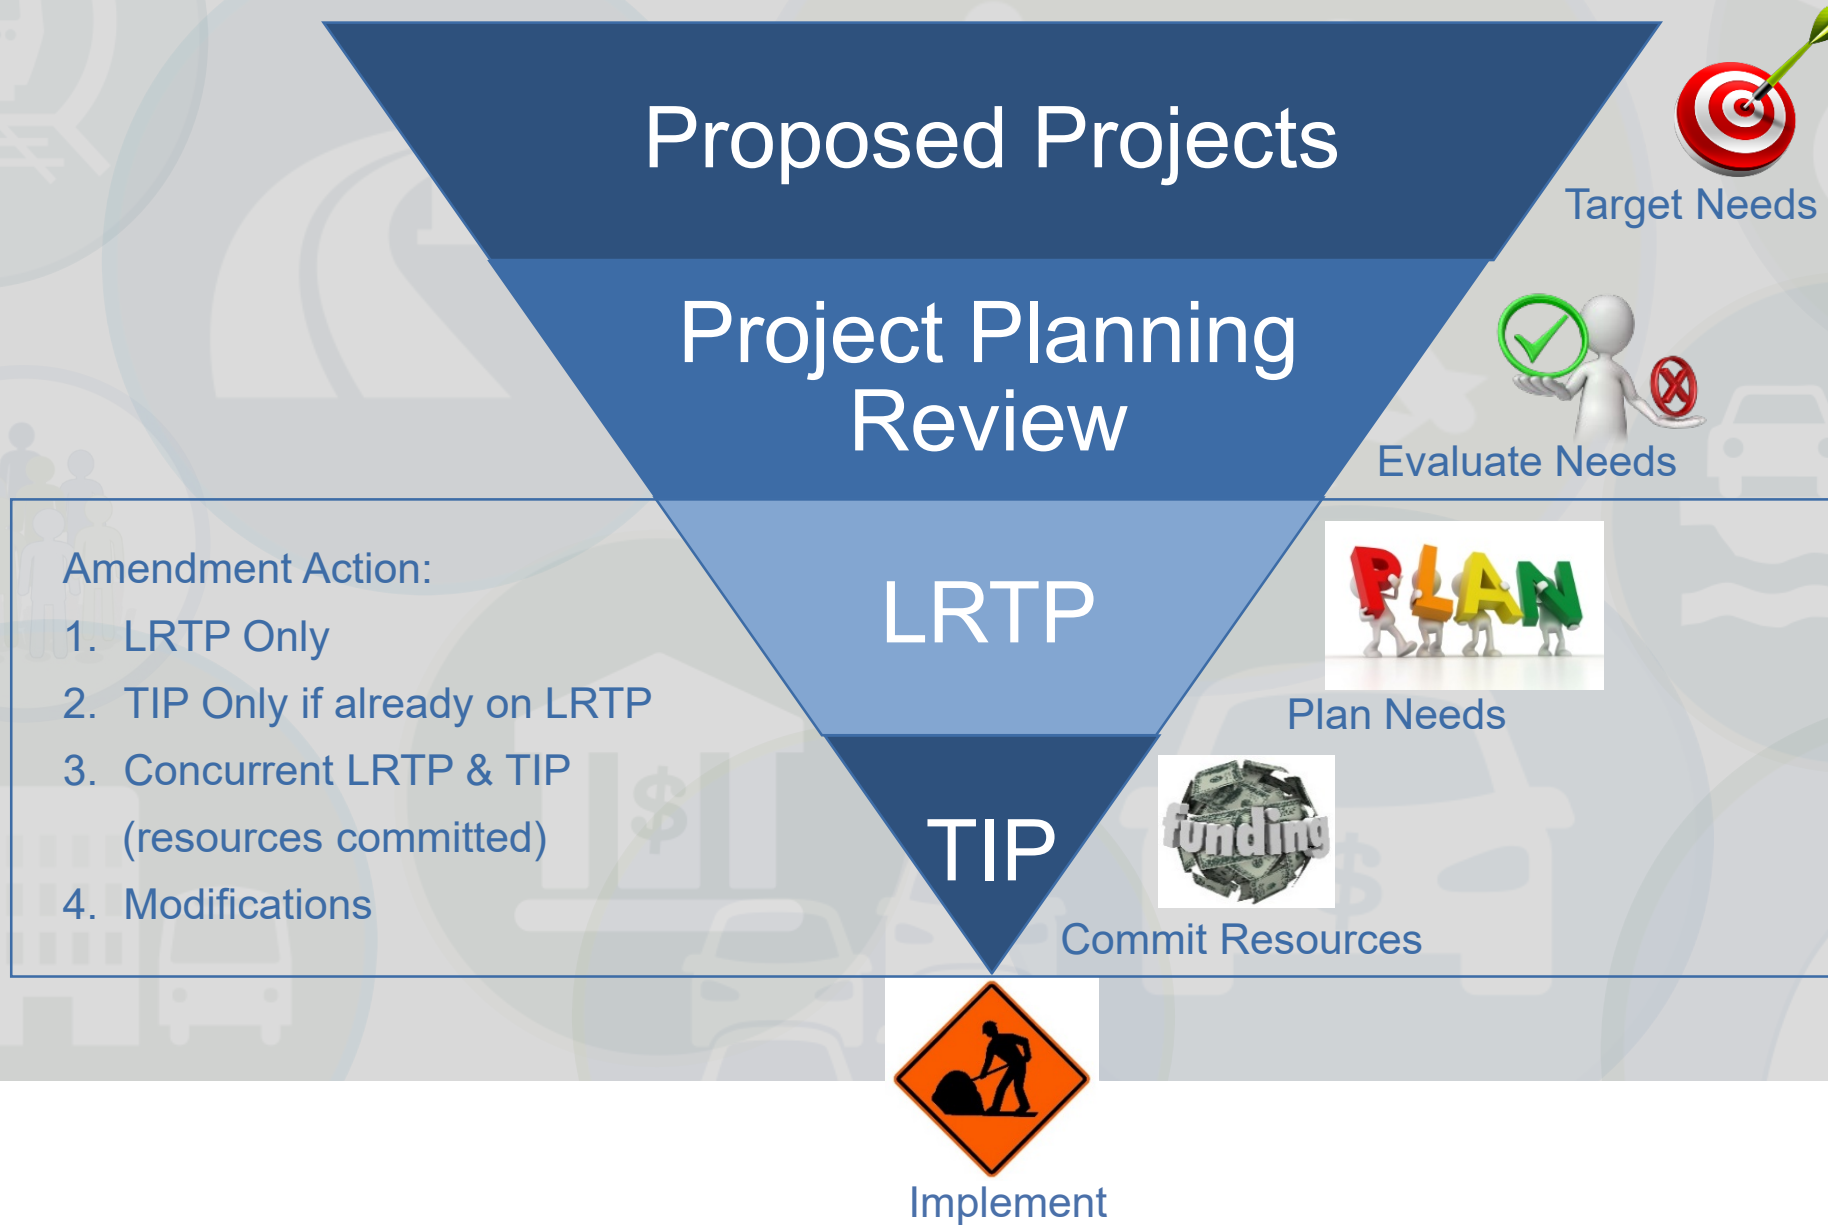 Proposed Projects
Target Needs
Project Planning
Review
Evaluate Needs
Amendment Action:
1. LRTP Only
2. TIP Only if already on LRTP
3. Concurrent LRTP & TIP
(resources committed)
4. Modifications
LRTP
PLAN
Plan Needs
TIP
funding
Commit Resources
Implement